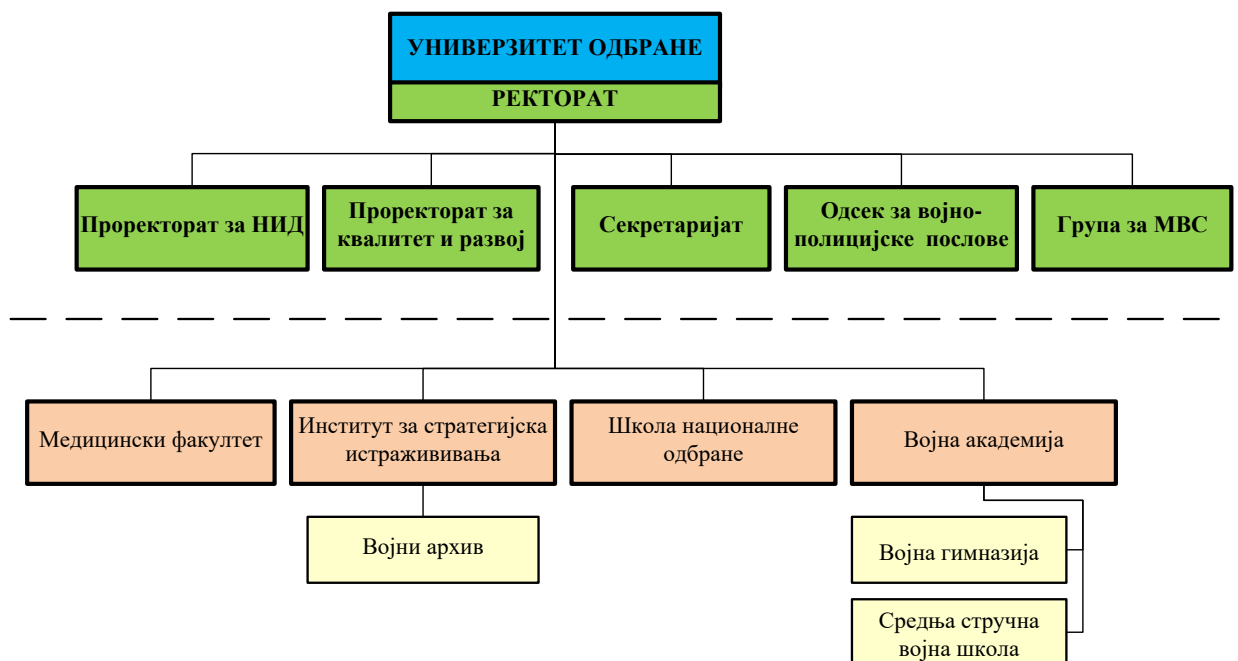 УНИВЕРЗИТЕТ ОДБРАНЕ
РЕКТОРАТ
Проректорат за НИД
Проректорат за
квалитет и развој
Секретаријат
Одсек за војно-
полицијске послове
Група за МВС
Медицински факултет
Институт за стратегијска
истражививања
Школа националне
одбране
Војна академија
Војни архив
Војна гимназија
Средња стручна
војна школа